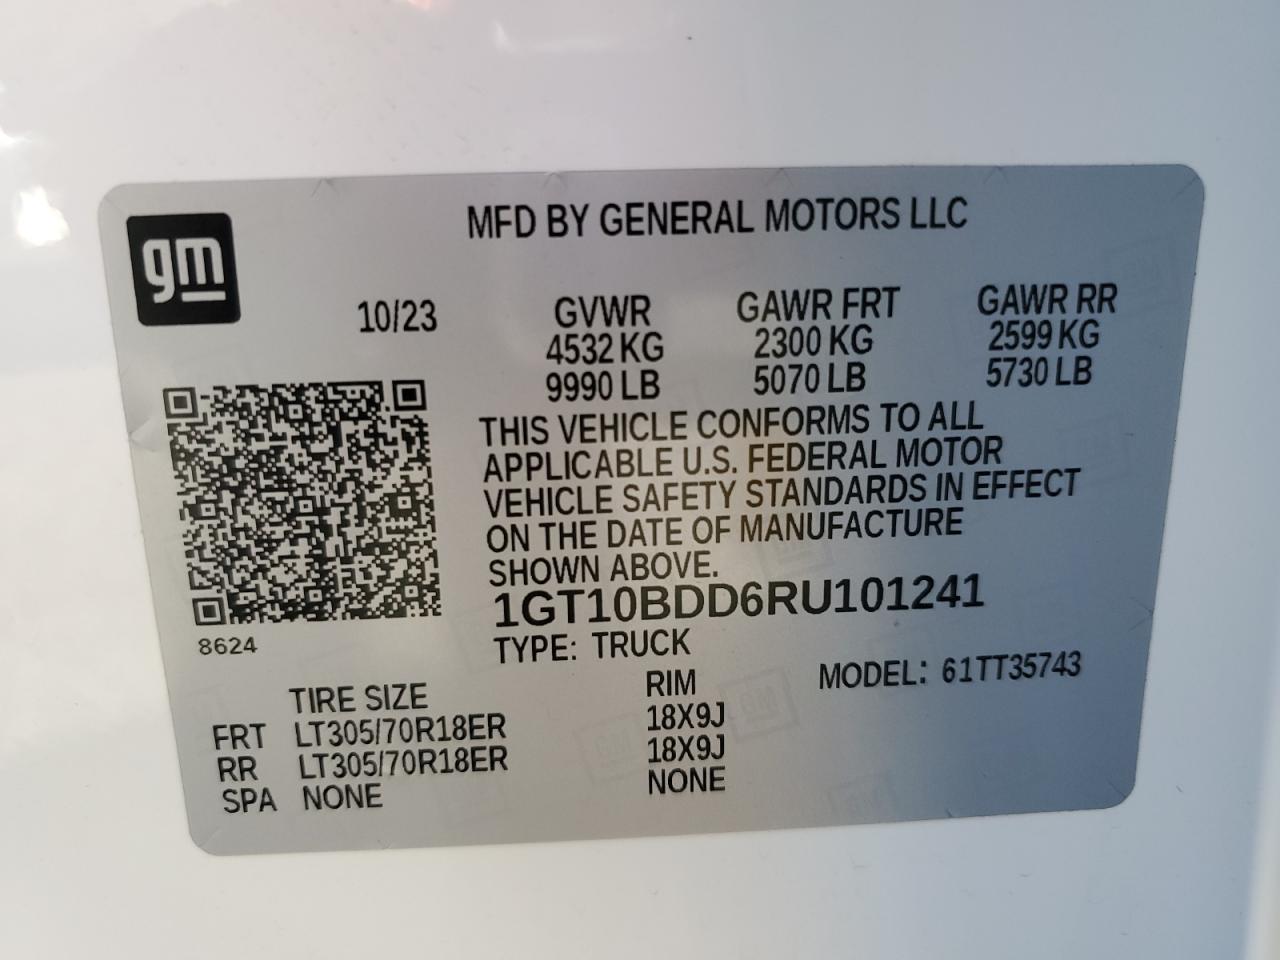 MFD BY GENERAL MOTORS LLC
gm
10/23
GVWR GAWR FRT GAWR RR
4532 KG 2300 KG 2599 KG
9990 LB 5070 LB 5730 LB
THIS VEHICLE CONFORMS TO ALL
APPLICABLE U.S. FEDERAL MOTOR
VEHICLE SAFETY STANDARDS IN EFFECT
ON THE DATE OF MANUFACTURE
SHOWN ABOVE.
1GT10BDD6RU101241
8624
TYPE: TRUCK
MODEL: 61TT35743
TIRE SIZE RIM
FRT LT305/70R18ER 18X9J
RR LT305/70R18ER 18X9J
SPA NONE NONE